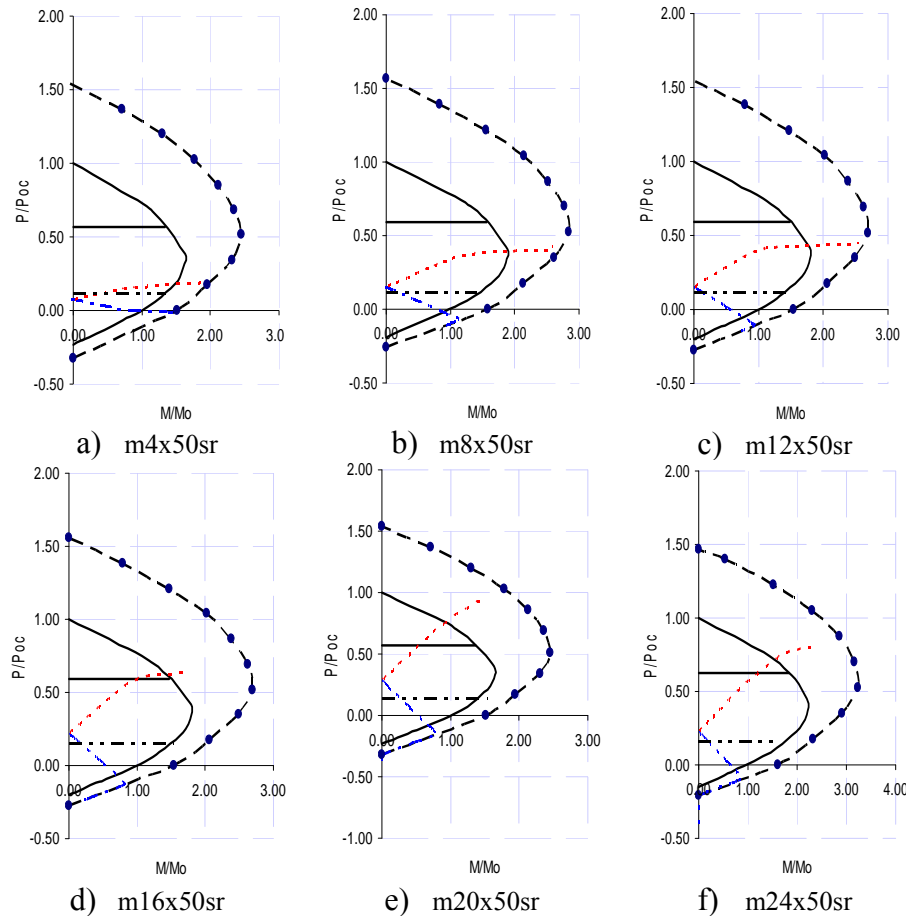 2.00 2.00 2.00
1.50 1.50 1.50
1.00 1.00 1.00
P/Poc P/Poc P/Poc
0.50 0.50 0.50
0.00 0.00 0.00
0.00 1.00 2.00 3.0 0.00 1.00 2.00 3.00 0.00 1.00 2.00 3.00
-0.50 -0.50 -0.50
M/Mo M/Mo M/Mo
a) m4x50sr b) m8x50sr c) m12x50sr
2.00 2.00 2.00
1.50 1.50 1.50
1.00 1.00 1.00
P/Poc P/Poc P/Poc
0.50 0.50 0.50
0.00 0.00 0.00
0.00 1.00 2.00 3.00 0.00 1.00 2.00 3.00 0.00 1.00 2.00 3.00 4.00
-0.50 -0.50 -0.50
-1.00
M/Mo M/Mo M/Mo
d) m16x50sr e) m20x50sr f) m24x50sr